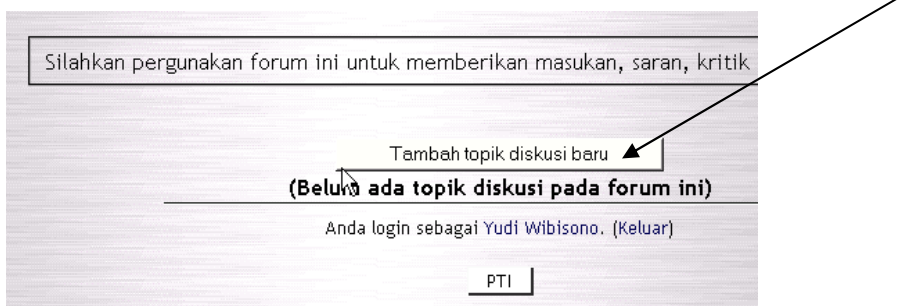 Silahkan pergunakan forum ini untuk memberikan masukan, saran, kritik
Tambah topik diskusi baru
(Belum ada topik diskusi pada forum ini)
Anda login sebagai Yudi Wibisono. (Keluar)
PTI